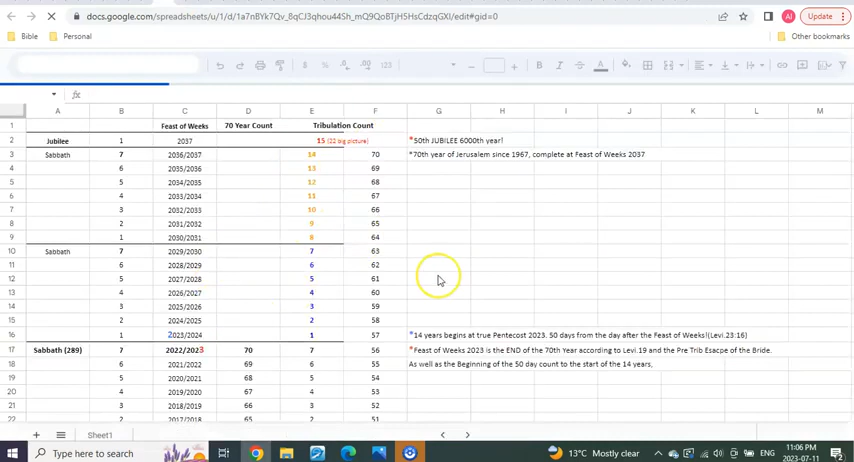 docs.google.com/spreadsheets/u/1/d/1a7nBYk7Qv_8qCJ3qhou44Sh_mQ9QoBTjH5HsCdzqGXI/edit#gid=0
AI Update
Bible Personal Other bookmarks
$ % .0 .00 123 B I A
fx
A B C D E F G H I J K L M
1 Feast of Weeks 70 Year Count Tribulation Count
2 Jubilee 1 2037 15 (22 big picture) *50th JUBILEE 6000th year!
3 Sabbath 7 2036/2037 14 70 *70th year of Jerusalem since 1967, complete at Feast of Weeks 2037
4 6 2035/2036 13 69
5 5 2034/2035 12 68
6 4 2033/2034 11 67
7 3 2032/2033 10 66
8 2 2031/2032 9 65
9 1 2030/2031 8 64
10 Sabbath 7 2029/2030 7 63
11 6 2028/2029 6 62
12 5 2027/2028 5 61
13 4 2026/2027 4 60
14 3 2025/2026 3 59
15 2 2024/2025 2 58
16 1 2023/2024 1 57 *14 years begins at true Pentecost 2023. 50 days from the day after the Feast of Weeks!(Levi.23:16)
17 Sabbath (289) 7 2022/2023 70 7 56 *Feast of Weeks 2023 is the END of the 70th Year according to Levi.19 and the Pre Trib Esacpe of the Bride.
18 6 2021/2022 69 6 55 As well as the Beginning of the 50 day count to the start of the 14 years,
19 5 2020/2021 68 5 54
20 4 2019/2020 67 4 53
21 3 2018/2019 66 3 52
22 2 2017/2018 65 2 51
Sheet1
Type here to search 13°C Mostly clear ENG 11:06 PM
2023-07-11 2